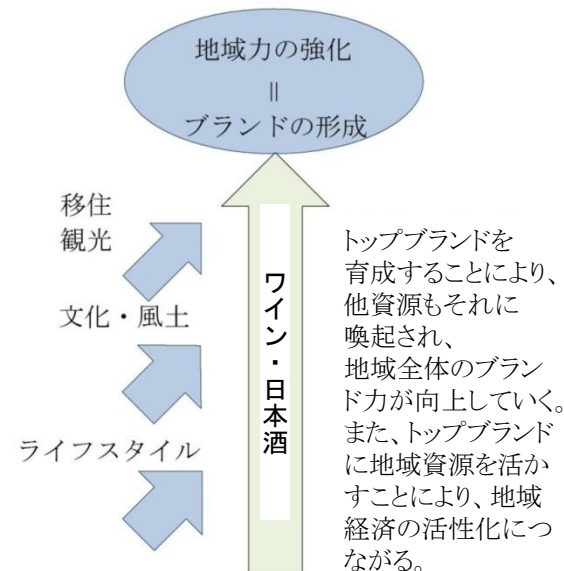 地域力の強化
||
ブランドの形成
移住
観光
文化・風土
ライフスタイル
ワイン・日本酒
トップブランドを
育成することにより、
他資源もそれに
喚起され、
地域全体のブラン
ド力が向上していく。
また、トップブランド
に地域資源を活か
すことにより、地域
経済の活性化につ
ながる。